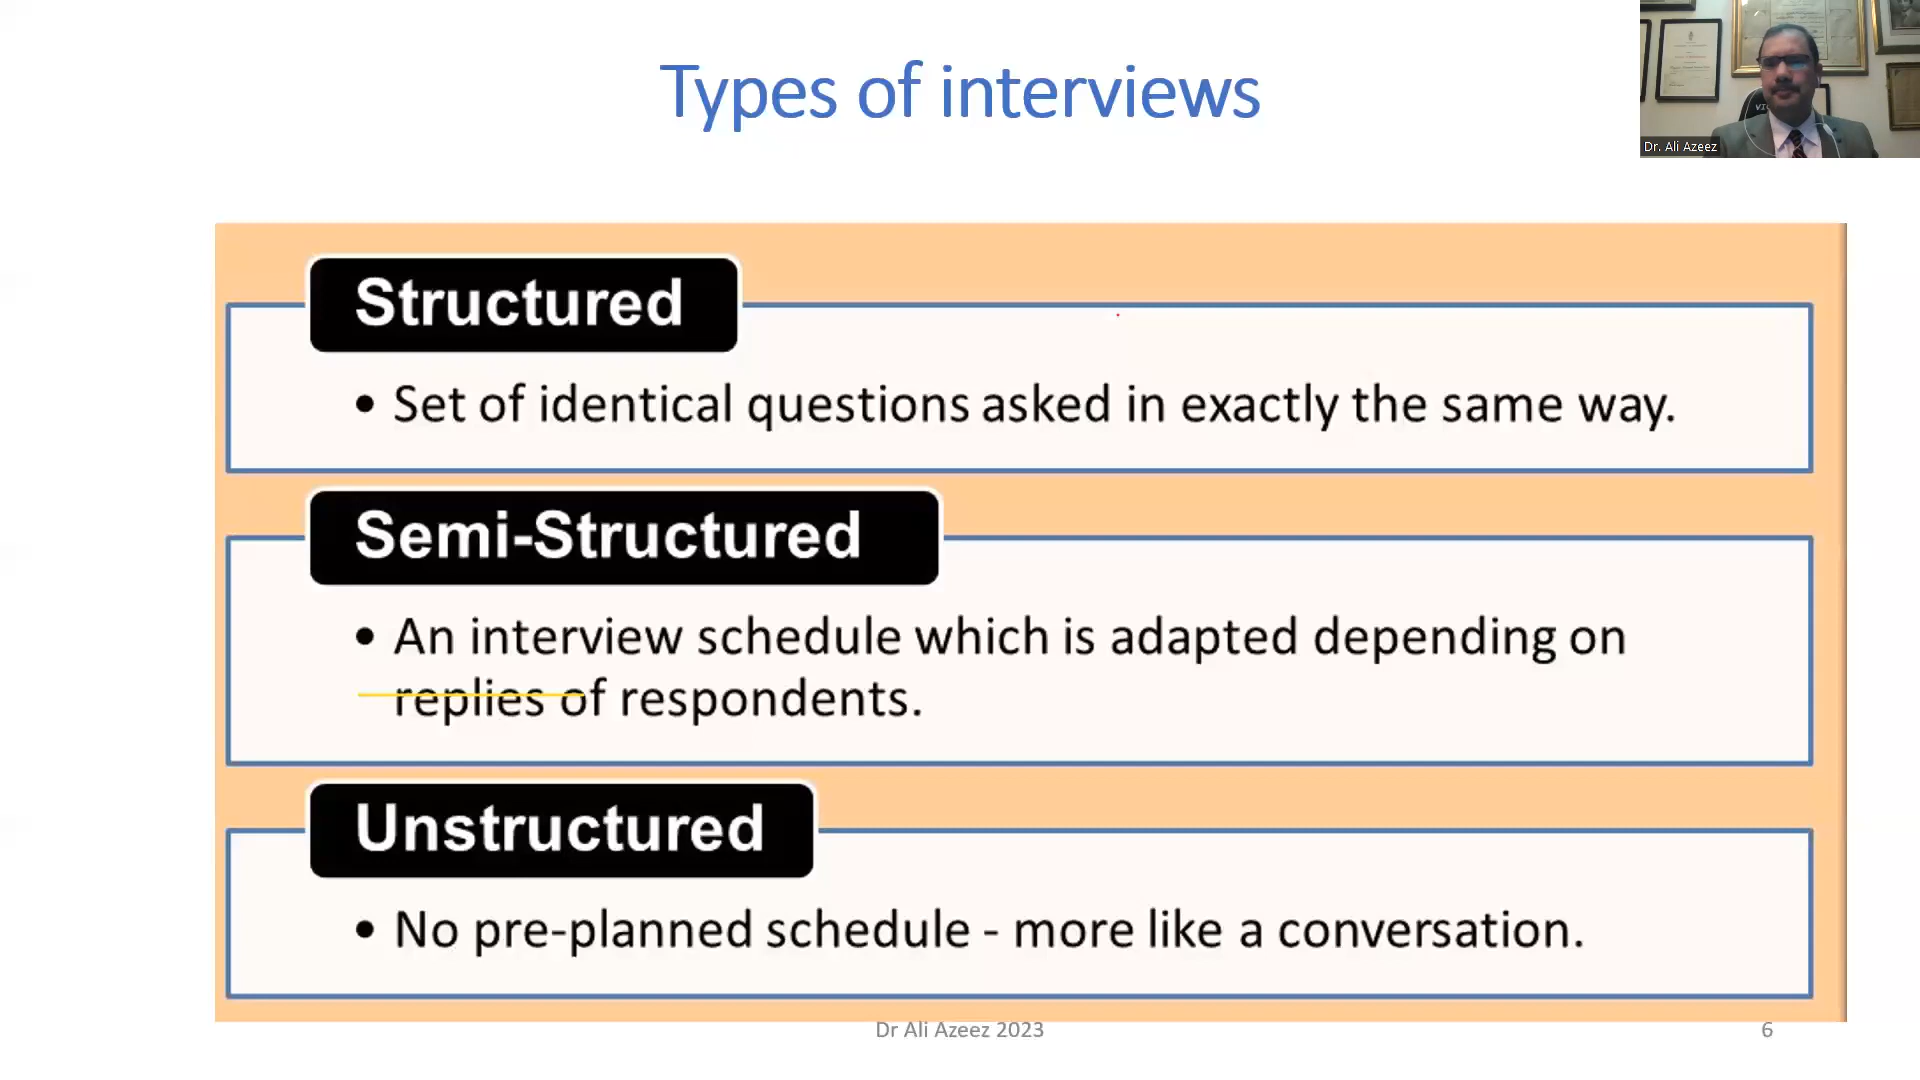 Types of interviews
Dr. Ali Azeez
Structured
• Set of identical questions asked in exactly the same way.
Semi-Structured
• An interview schedule which is adapted depending on
replies of respondents.
Unstructured
• No pre-planned schedule - more like a conversation.
Dr Ali Azeez 2023
6